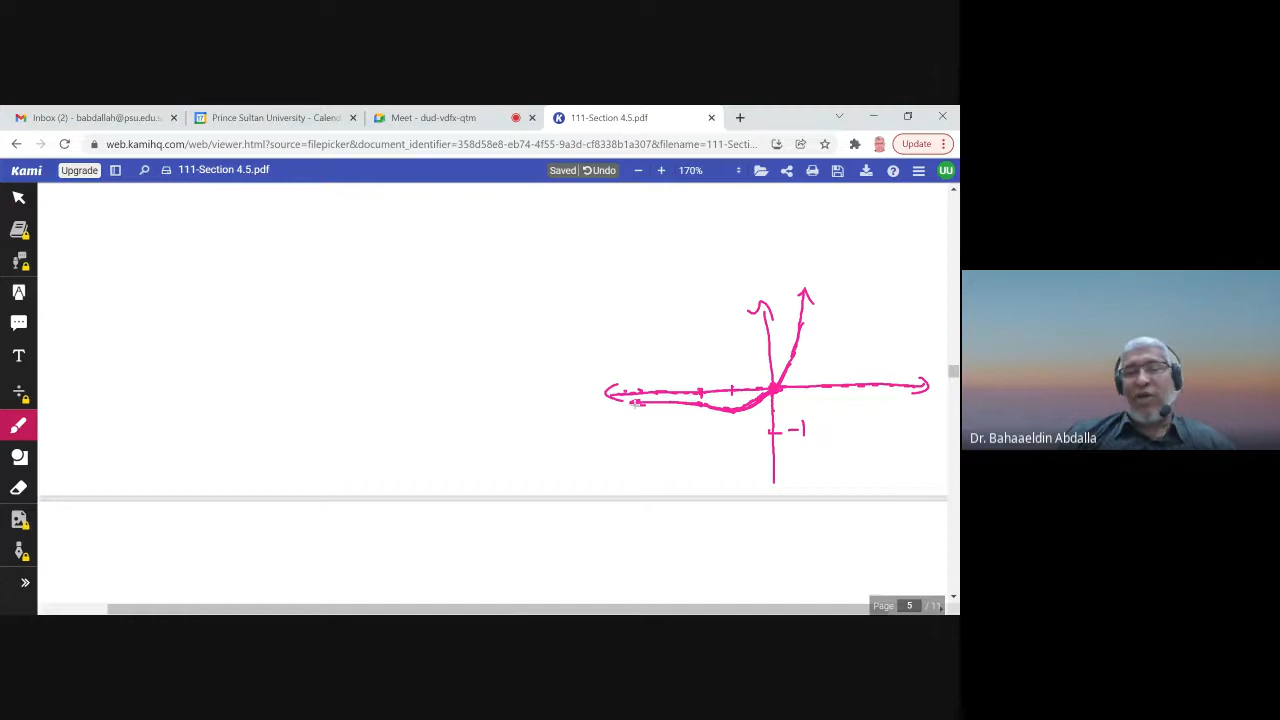 Inbox (2) - babdallah@psu.edu.s
Prince Sultan University - Calend
Meet - dud-vdfx-qtm
111-Section 4.5.pdf
web.kamihq.com/web/viewer.html?source=filepicker&document_identifier=358d58e8-eb74-4f55-9a3d-cf8338b1a307&filename=111-Secti...
Update
Kami
Upgrade
111-Section 4.5.pdf
Saved
Undo
170%
UU
-1
Dr. Bahaaeldin Abdalla
Page 5 / 11